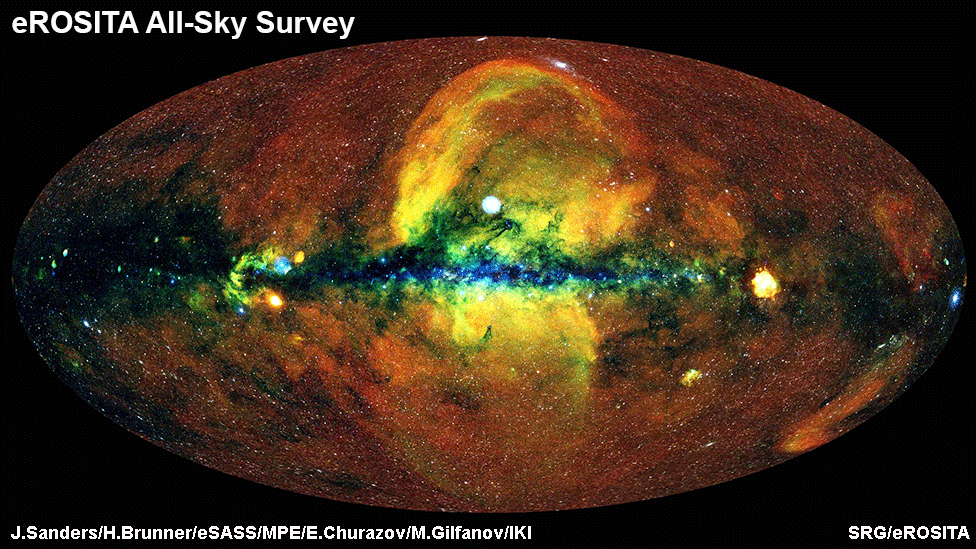 eROSITA All-Sky Survey
J.Sanders/H.Brunner/eSASS/MPE/E.Churazov/M.Gilfanov/IKI
SRG/eROSITA